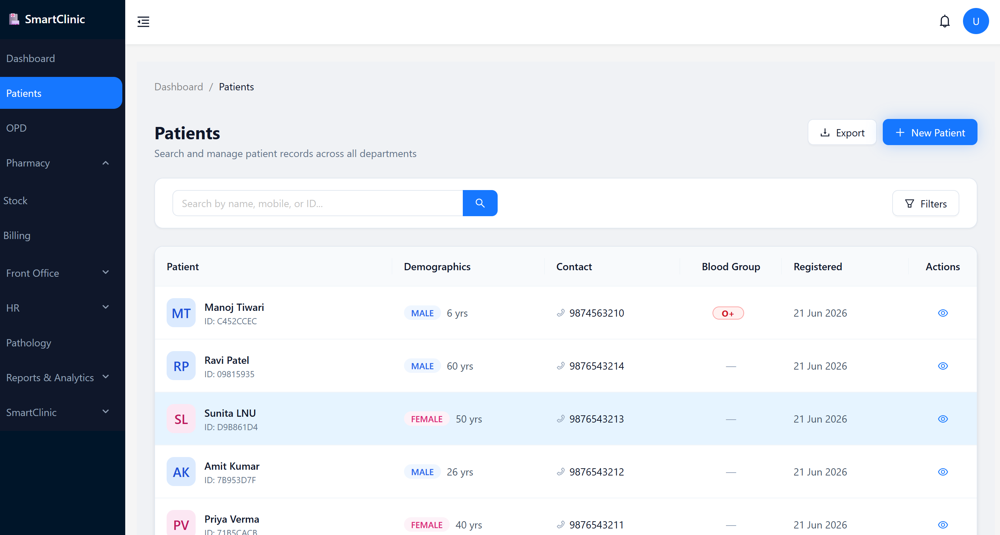 SmartClinic
U
Dashboard
Patients
OPD
Pharmacy
Stock
Billing
Front Office
HR
Pathology
Reports & Analytics
SmartClinic
Dashboard / Patients
Patients
Search and manage patient records across all departments
Export
New Patient
Search by name, mobile, or ID...
Filters
Patient Demographics Contact Blood Group Registered Actions
MT Manoj Tiwari MALE 6 yrs 9874563210 O+ 21 Jun 2026
ID: C452CCEC
RP Ravi Patel MALE 60 yrs 9876543214 — 21 Jun 2026
ID: 09815935
SL Sunita LNU FEMALE 50 yrs 9876543213 — 21 Jun 2026
ID: D9B861D4
AK Amit Kumar MALE 26 yrs 9876543212 — 21 Jun 2026
ID: 7B953D7F
PV Priya Verma FEMALE 40 yrs 9876543211 — 21 Jun 2026
ID: 71B5CACB